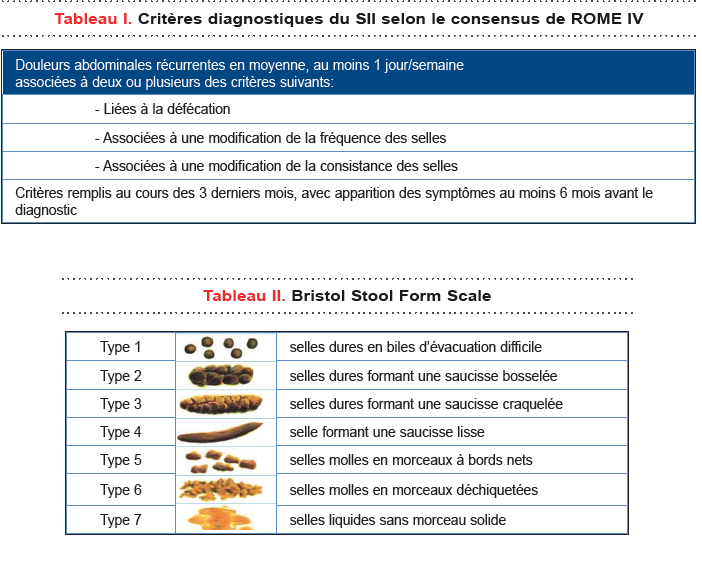 Tableau I. Critères diagnostiques du SII selon le consensus de ROME IV
Douleurs abdominales récurrentes en moyenne, au moins 1 jour/semaine
associées à deux ou plusieurs des critères suivants:
- Liées à la défécation
- Associées à une modification de la fréquence des selles
- Associées à une modification de la consistance des selles
Critères remplis au cours des 3 derniers mois, avec apparition des symptômes au moins 6 mois avant le
diagnostic
Tableau II. Bristol Stool Form Scale
Type 1 selles dures en biles d'évacuation difficile
Type 2 selles dures formant une saucisse bosselée
Type 3 selles dures formant une saucisse craquelée
Type 4 selle formant une saucisse lisse
Type 5 selles molles en morceaux à bords nets
Type 6 selles molles en morceaux déchiquetées
Type 7 selles liquides sans morceau solide